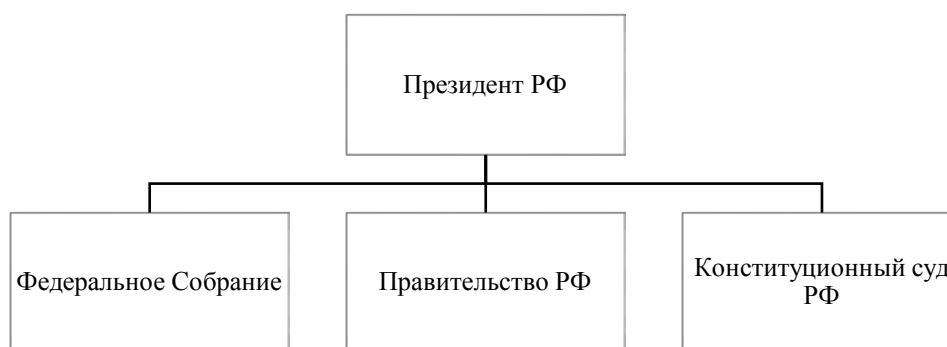 Президент РФ
Федеральное Собрание
Правительство РФ
Конституционный суд
РФ